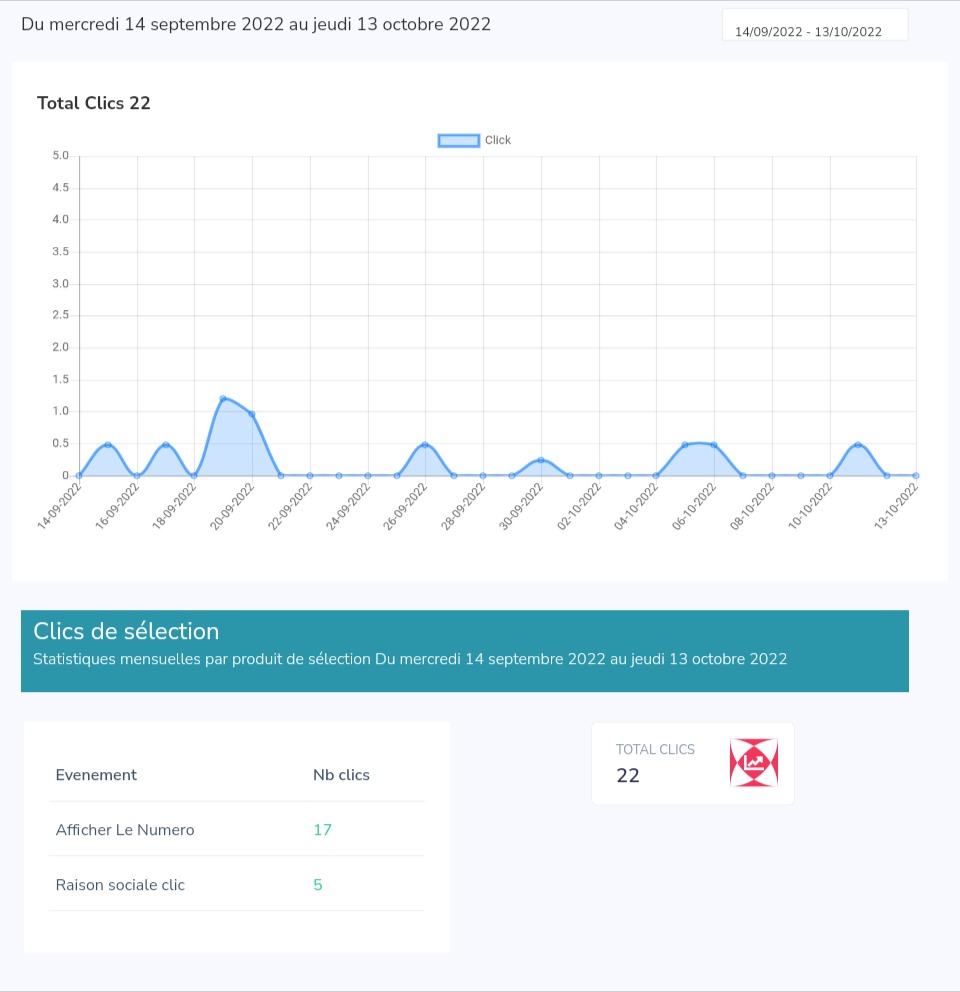 Du mercredi 14 septembre 2022 au jeudi 13 octobre 2022
14/09/2022 - 13/10/2022
Total Clics 22
Click
5.0
4.5
4.0
3.5
3.0
2.5
2.0
1.5
1.0
0.5
0
14-09-2022
16-09-2022
18-09-2022
20-09-2022
22-09-2022
24-09-2022
26-09-2022
28-09-2022
30-09-2022
02-10-2022
04-10-2022
06-10-2022
08-10-2022
10-10-2022
13-10-2022
Clics de sélection
Statistiques mensuelles par produit de sélection Du mercredi 14 septembre 2022 au jeudi 13 octobre 2022
Evenement Nb clics
Afficher Le Numero 17
Raison sociale clic 5
TOTAL CLICS
22